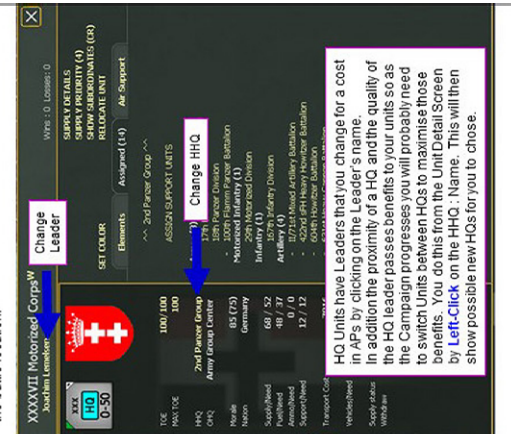 XXXXVII Motorized Corps
Joachim Lemelsen
Wins : 0 Losses: 0
X
Change
Leader
XXX
HQ
0-50
TOE 100/ 100
MAX TOE 100
HHQ 2nd Panzer Group
OHQ Army Group Center
Morale 85 (75)
Nation Germany
Supply/Need 68 / 52
Fuel/Need 48 / 37
Ammo/Need 0 / 0
Support/Need 12 / 12
Transport Cost
Vehicles/Need
Supply status
Withdraw
SET COLOR
SUPPLY DETAILS
SUPPLY PRIORITY (4)
SHOW SUBORDINATES (CR)
RELOCATE UNIT
Elements
Assigned (14)
Air Support
^^ 2nd Panzer Group ^^
ASSIGN SUPPORT UNITS
Change HHQ
17th
18th Panzer Division
- 100th Flamm Panzer Battalion
Motorized Infantry (1)
29th Motorized Division
Infantry (1)
167th Infantry Division
Artillery (4)
- II/71st Mixed Artillery Battalion
- 422nd sFH Heavy Howitzer Battalion
- 604th Howitzer Battalion
HQ Units have Leaders that you change for a cost
in APs by clicking on the Leader's name.
In addition the proximity of a HQ and the quality of
the HQ leader passes benefits to your units so as
the Campaign progresses you will probably need
to switch Units between HQs to maximise those
benefits. You do this from the Unit Detail Screen
by Left-Click on the HHQ : Name. This will then
show possible new HQs for you to chose.